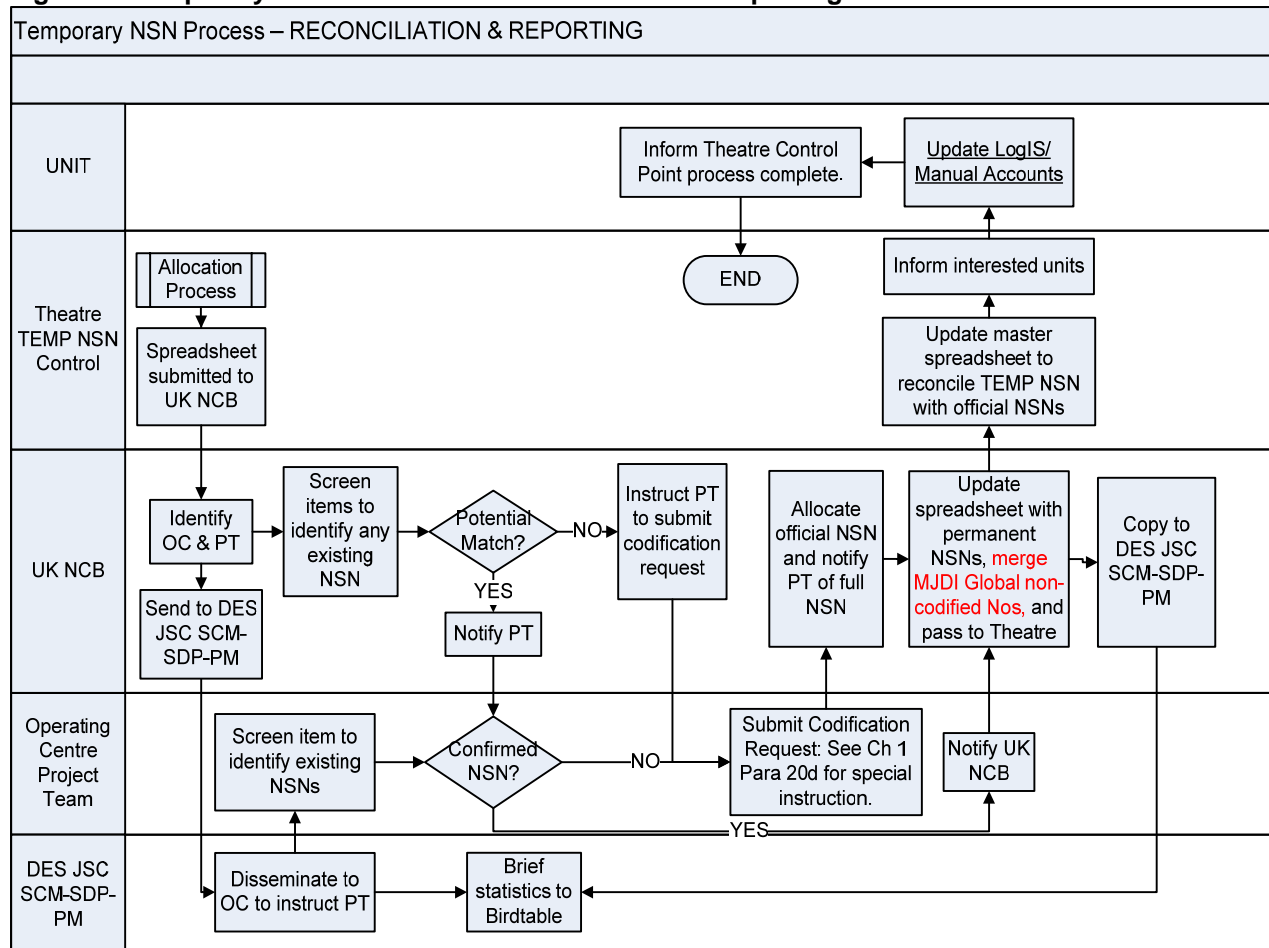 Temporary NSN Process – RECONCILIATION & REPORTING
UNIT
Inform Theatre Control
Point process complete.
Update LogIS/
Manual Accounts
Theatre
TEMP NSN
Control
Allocation
Process
Spreadsheet
submitted to
UK NCB
END
Inform interested units
Update master
spreadsheet to
reconcile TEMP NSN
with official NSNs
UK NCB
Identify
OC & PT
Send to DES
JSC SCM-
SDP-PM
Screen
items to
identify any
existing
NSN
Potential
Match?
NO
YES
Notify PT
Instruct PT
to submit
codification
request
Allocate
official NSN
and notify
PT of full
NSN
Update
spreadsheet with
permanent
NSNs, merge
MJDI Global non-
codified Nos, and
pass to Theatre
Copy to
DES JSC
SCM-SDP-
PM
Operating
Centre
Project
Team
Screen item to
identify existing
NSNs
Confirmed
NSN?
NO
YES
Submit Codification
Request: See Ch 1
Para 20d for special
instruction.
Notify UK
NCB
DES JSC
SCM-SDP-
PM
Disseminate to
OC to instruct PT
Brief
statistics to
Birdtable